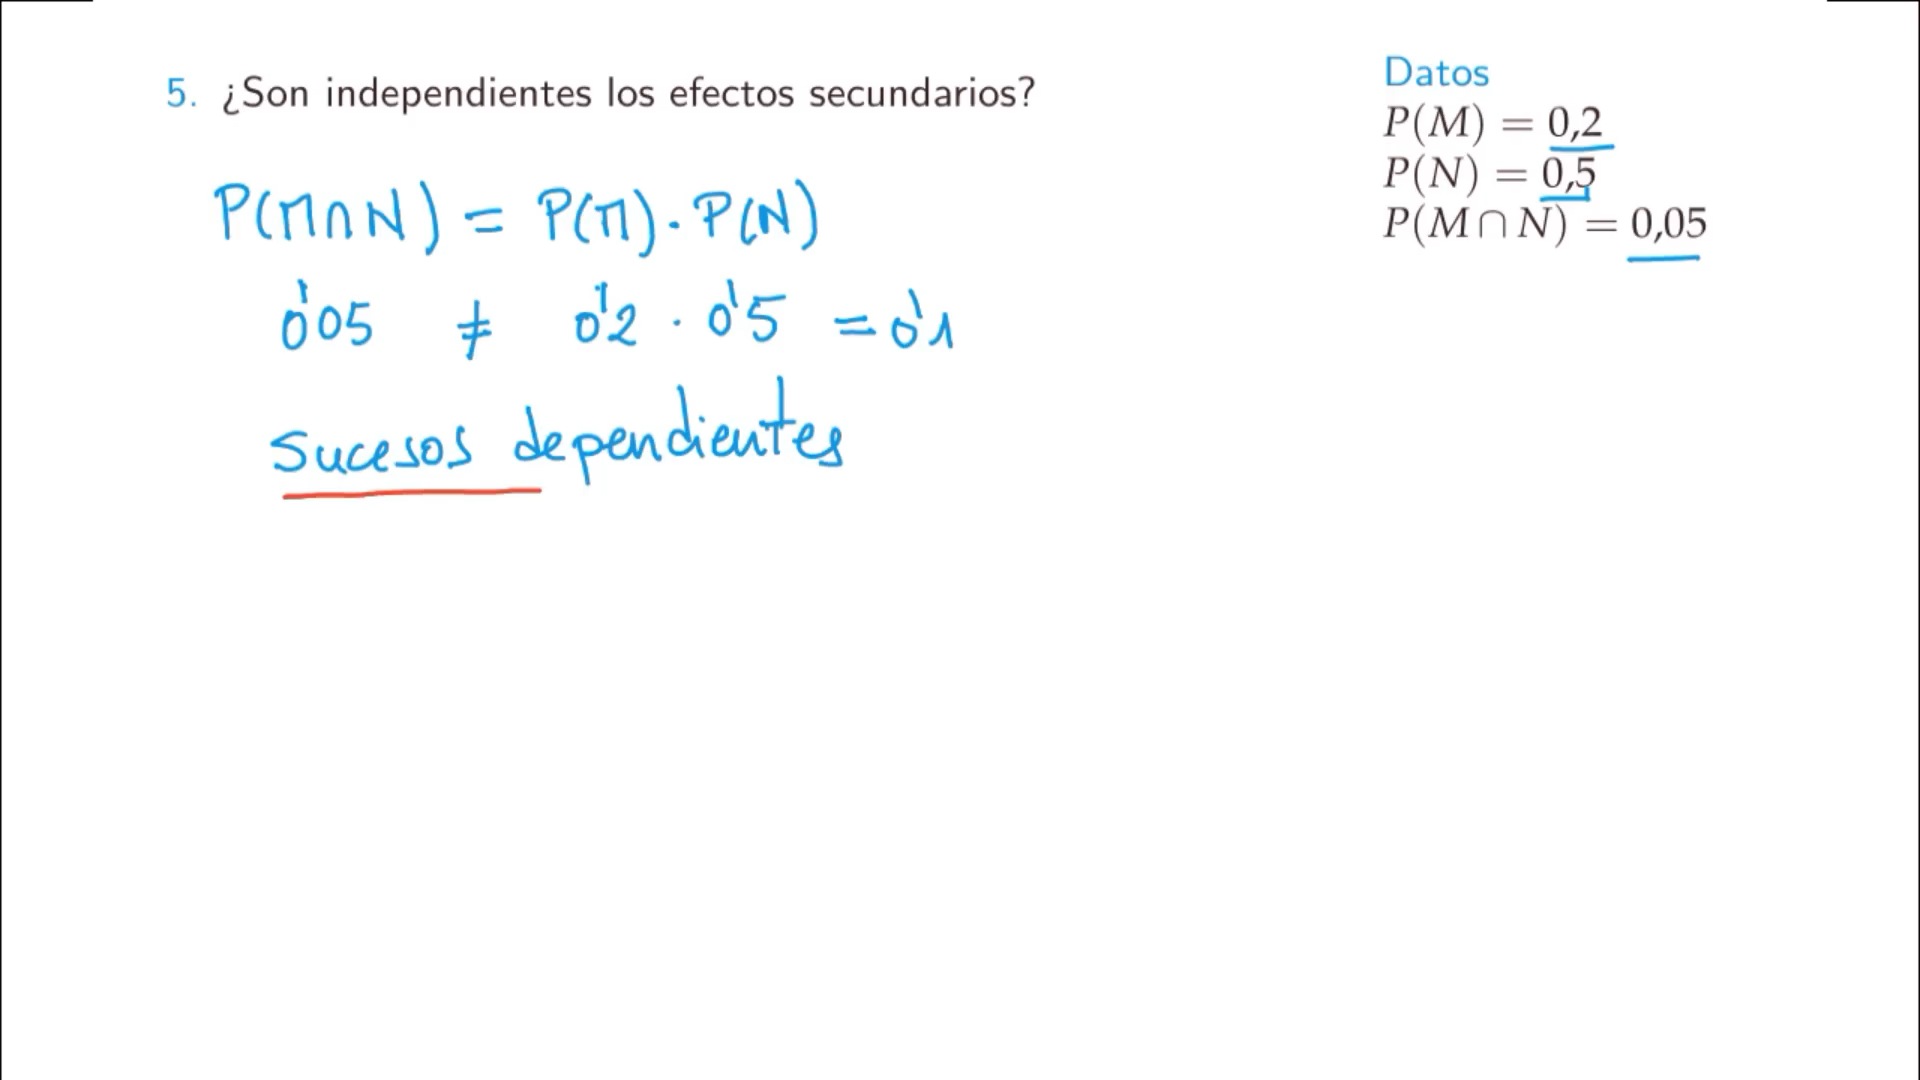 5. ¿Son independientes los efectos secundarios?
Datos
P(M) = 0,2
P(N) = 0,5
P(M ∩ N) = 0,05
P(M∩N) = P(M)·P(N)
0'05 ≠ 0'2 · 0'5 = 0'1
Sucesos dependientes